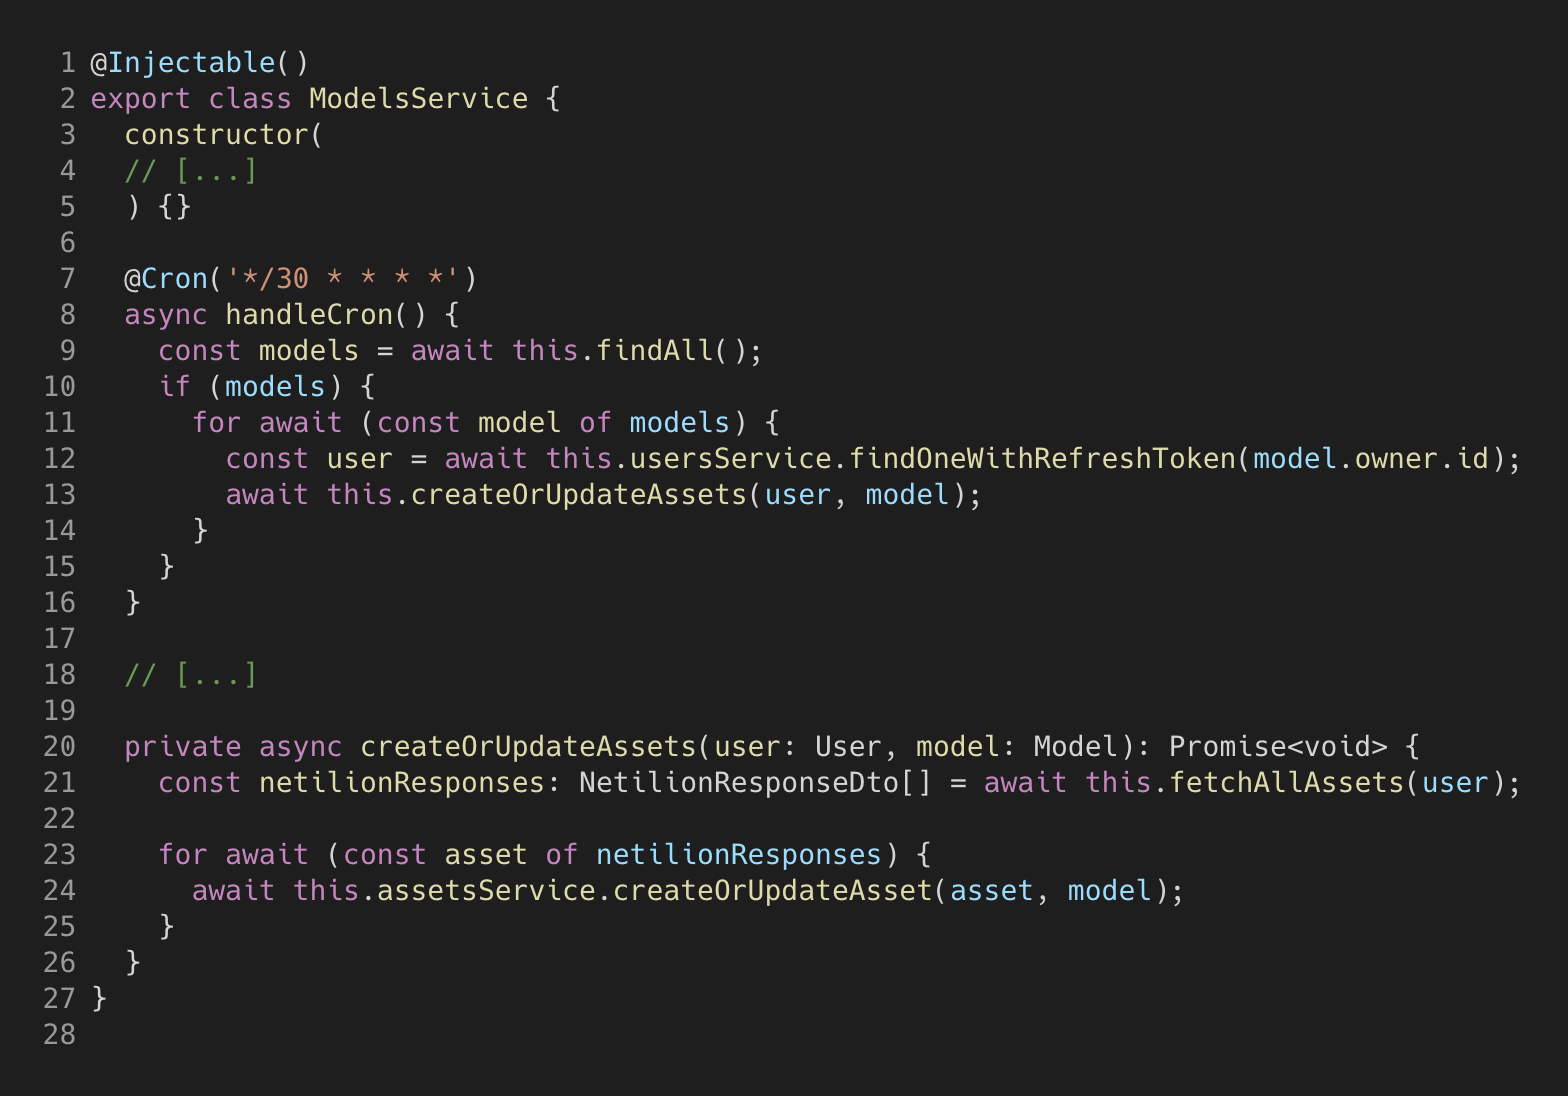 1 @Injectable()
2 export class ModelsService {
3   constructor(
4   // [...]
5   ) {}
6
7   @Cron('*/30 * * * *')
8   async handleCron() {
9     const models = await this.findAll();
10     if (models) {
11       for await (const model of models) {
12         const user = await this.usersService.findOneWithRefreshToken(model.owner.id);
13         await this.createOrUpdateAssets(user, model);
14       }
15     }
16   }
17
18   // [...]
19
20   private async createOrUpdateAssets(user: User, model: Model): Promise<void> {
21     const netilionResponses: NetilionResponseDto[] = await this.fetchAllAssets(user);
22
23     for await (const asset of netilionResponses) {
24       await this.assetsService.createOrUpdateAsset(asset, model);
25     }
26   }
27 }
28